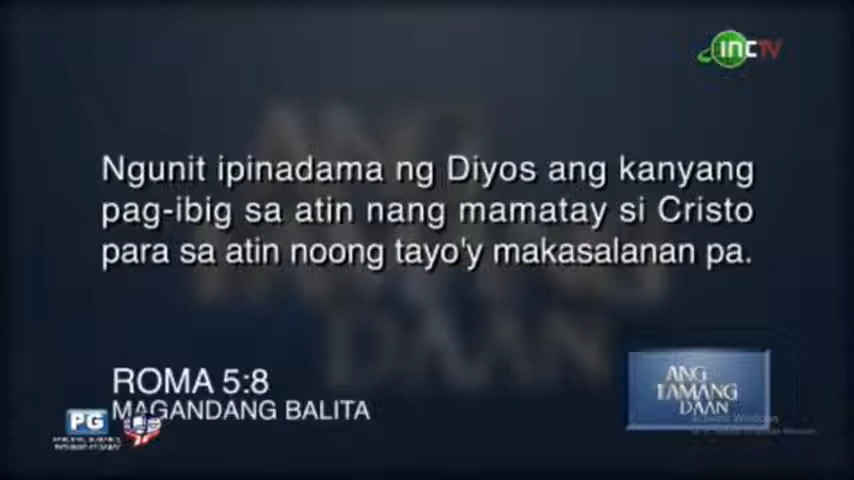 iNCTV
Ngunit ipinadama ng Diyos ang kanyang
pag-ibig sa atin nang mamatay si Cristo
para sa atin noong tayo'y makasalanan pa.
ROMA 5:8
MAGANDANG BALITA
PG
ANG
TAMANG
DAAN